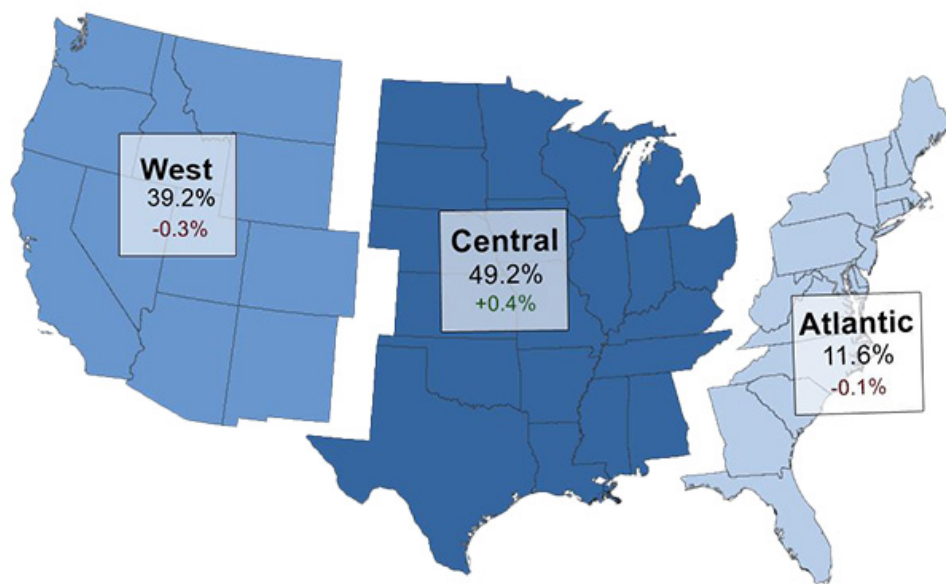 West
39.2%
-0.3%
Central
49.2%
+0.4%
Atlantic
11.6%
-0.1%